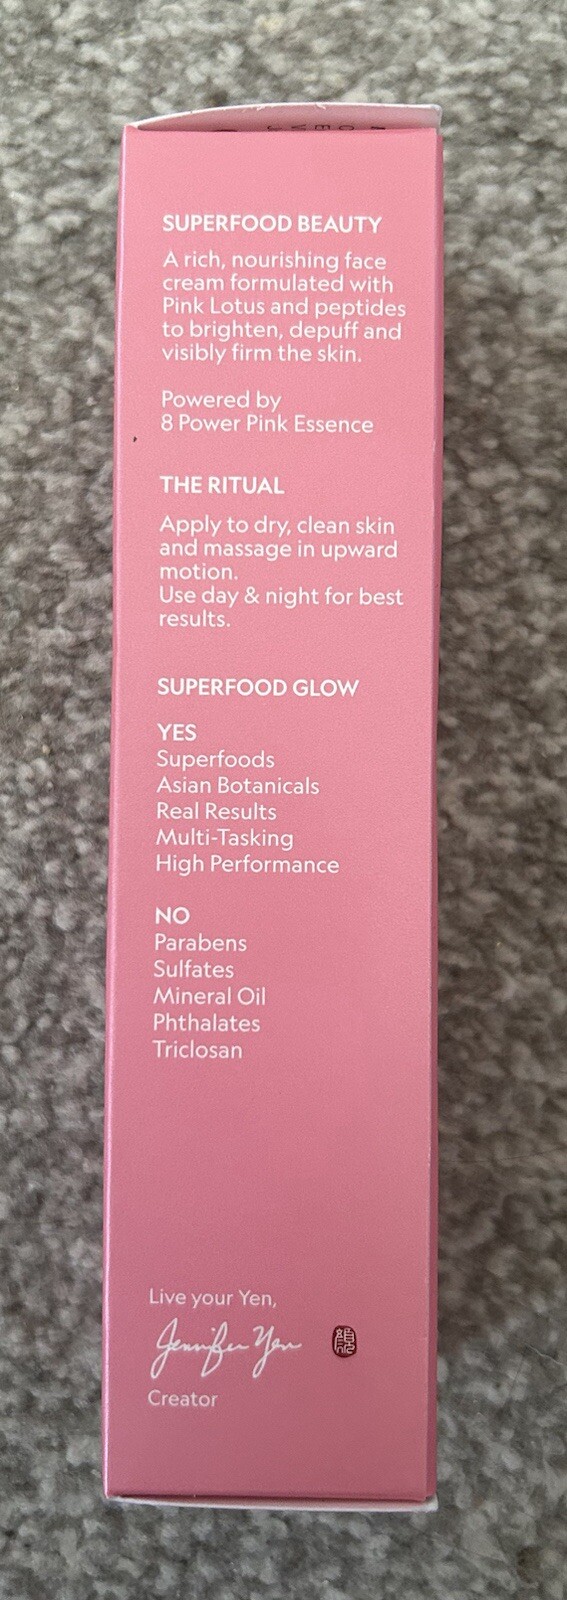 SUPERFOOD BEAUTY
A rich, nourishing face
cream formulated with
Pink Lotus and peptides
to brighten, depuff and
visibly firm the skin.
Powered by
8 Power Pink Essence
THE RITUAL
Apply to dry, clean skin
and massage in upward
motion.
Use day & night for best
results.
SUPERFOOD GLOW
YES
Superfoods
Asian Botanicals
Real Results
Multi-Tasking
High Performance
NO
Parabens
Sulfates
Mineral Oil
Phthalates
Triclosan
Live your Yen,
Jennifer Yen
Creator